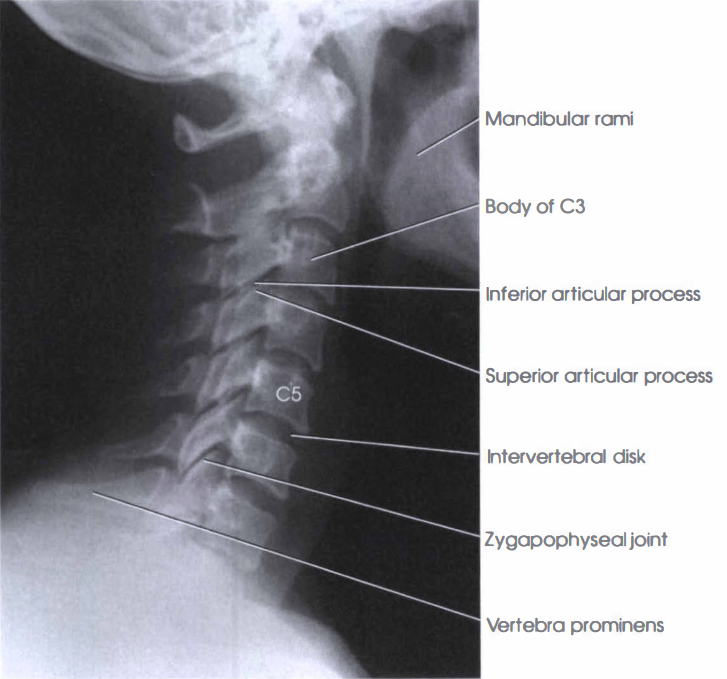 Mandibular rami
Body of C3
Inferior articular process
Superior articular process
C5
Intervertebral disk
Zygapophyseal joint
Vertebra prominens